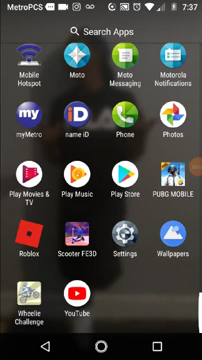 MetroPCS 7:37
Search Apps
Mobile Hotspot
Moto
Moto Messaging
Motorola Notifications
my
iD
myMetro
name iD
Phone
Photos
Play Movies & TV
Play Music
Play Store
PUBG MOBILE
Roblox
Scooter FE3D
Settings
Wallpapers
Wheelie Challenge
YouTube